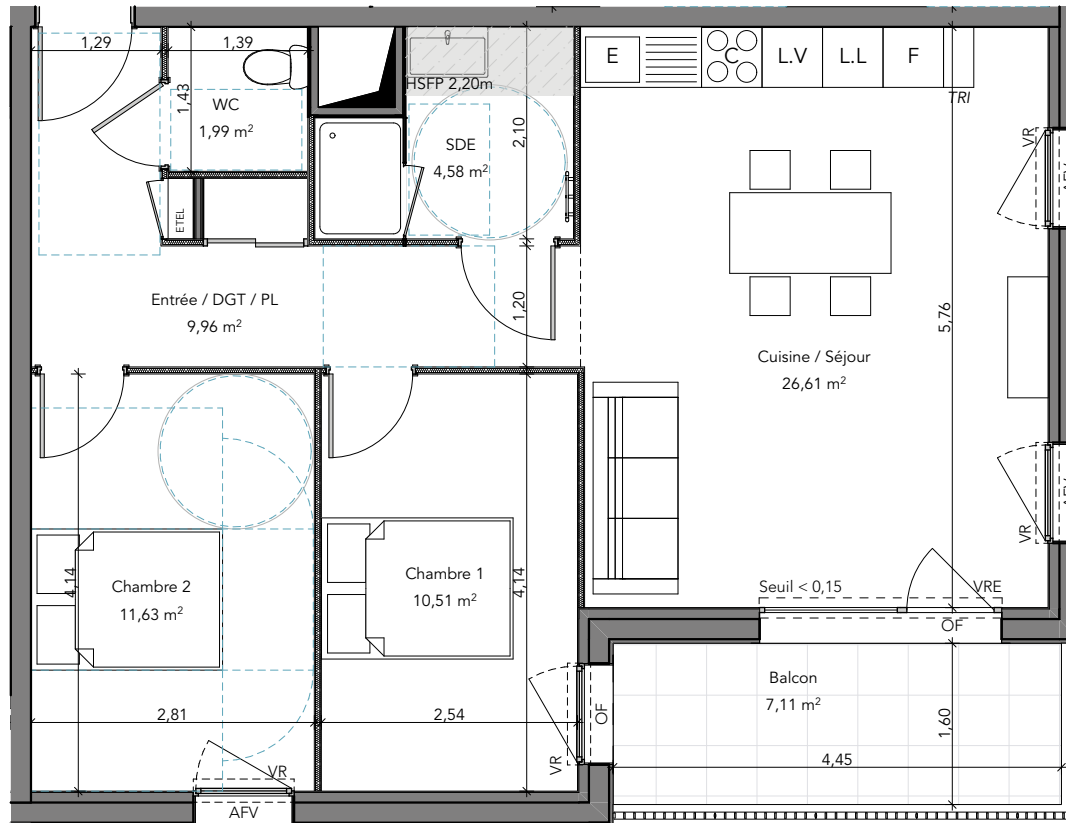 1,29
1,39
1,43
WC
1,99 m²
ETEL
HSFP 2,20m
SDE
4,58 m²
2,10
E
C
L.V
L.L
F
TRI
VR
AFV
Entrée / DGT / PL
9,96 m²
1,20
Cuisine / Séjour
26,61 m²
5,76
VR
AFV
Seuil < 0,15
VRE
OF
Chambre 2
11,63 m²
4,14
Chambre 1
10,51 m²
4,14
2,81
2,54
VR
AFV
VR
OF
Balcon
7,11 m²
1,60
4,45